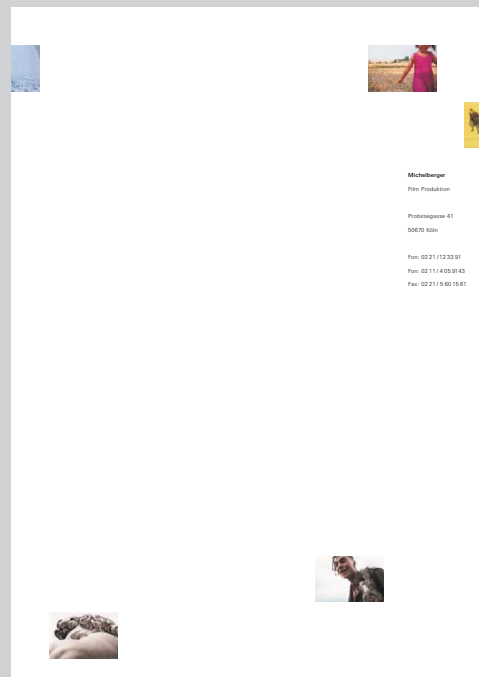 Michelberger
Film Produktion
Probsteigasse 41
50670 Köln
Fon: 02 21 / 12 33 91
Fon: 02 11 / 4 05 91 43
Fax: 02 21 / 5 60 15 61